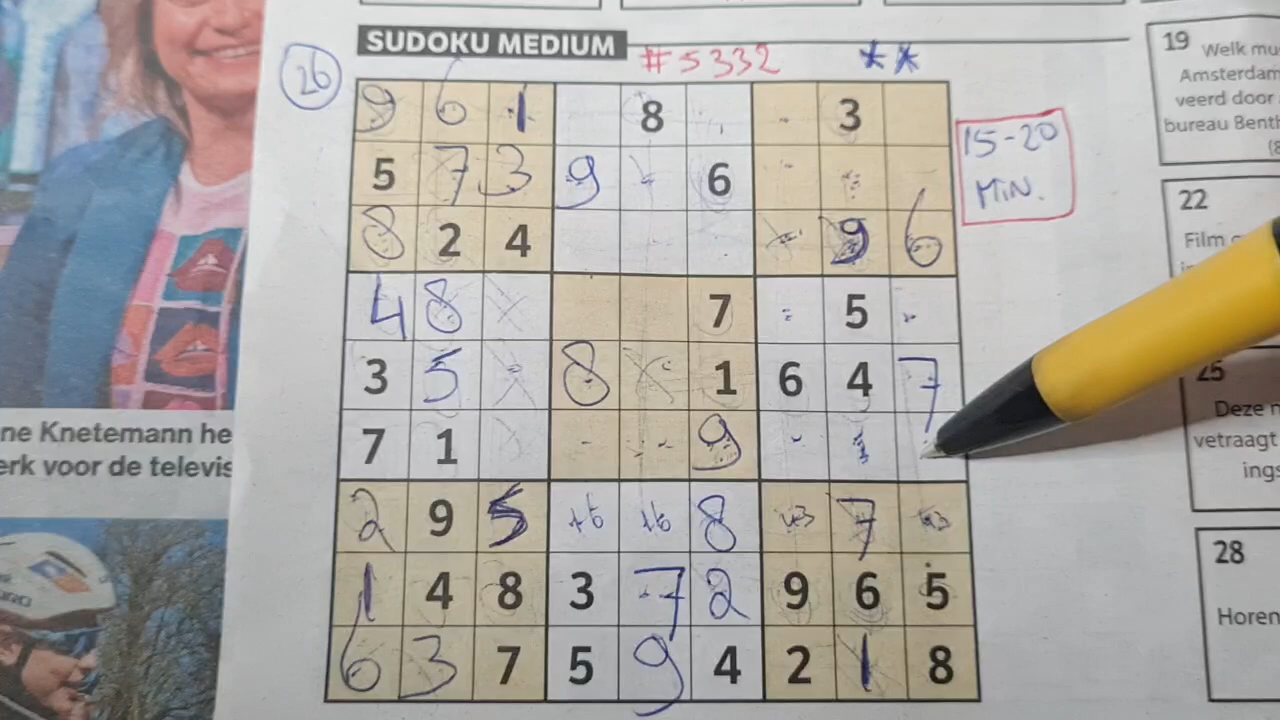 19 Welk mu
Amsterdam
veerd door
bureau Benth
(8
SUDOKU MEDIUM
#5332 **
26
9 6 1 8 3
5 7 3 9 6
8 2 4 9 6
4 8 7 5
3 5 8 1 6 4 7
7 1 9
2 9 5 +6 +6 8 7
1 4 8 3 7 2 9 6 5
6 3 7 5 9 4 2 1 8
15-20
MIN.
22
Film
25
Deze n
vetraagt
ings
28
Horen
ne Knetemann he
erk voor de televis